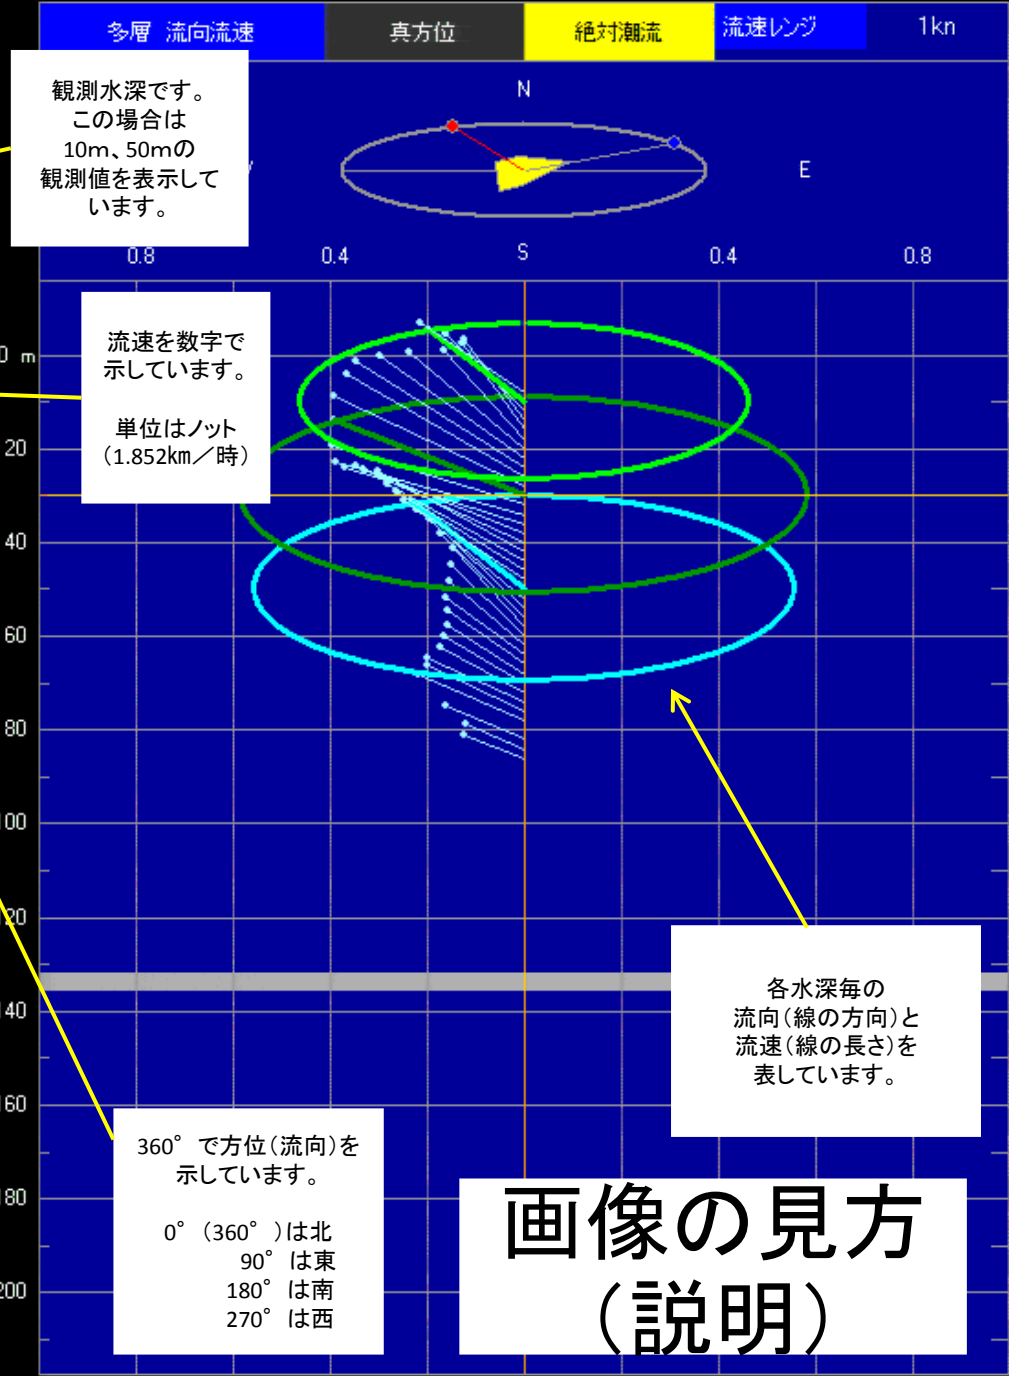 多層 流向流速 真方位 絶対潮流 流速レンジ 1kn
観測水深です。
この場合は
10m、50mの
観測値を表示して
います。
N
E
0.8 0.4 S 0.4 0.8
流速を数字で
示しています。
単位はノット
（1.852km／時）
0 m
20
40
60
80
100
120
140
160
180
200
各水深毎の
流向（線の方向）と
流速（線の長さ）を
表しています。
360°で方位（流向）を
示しています。
0°（360°）は北
90°は東
180°は南
270°は西
画像の見方
（説明）